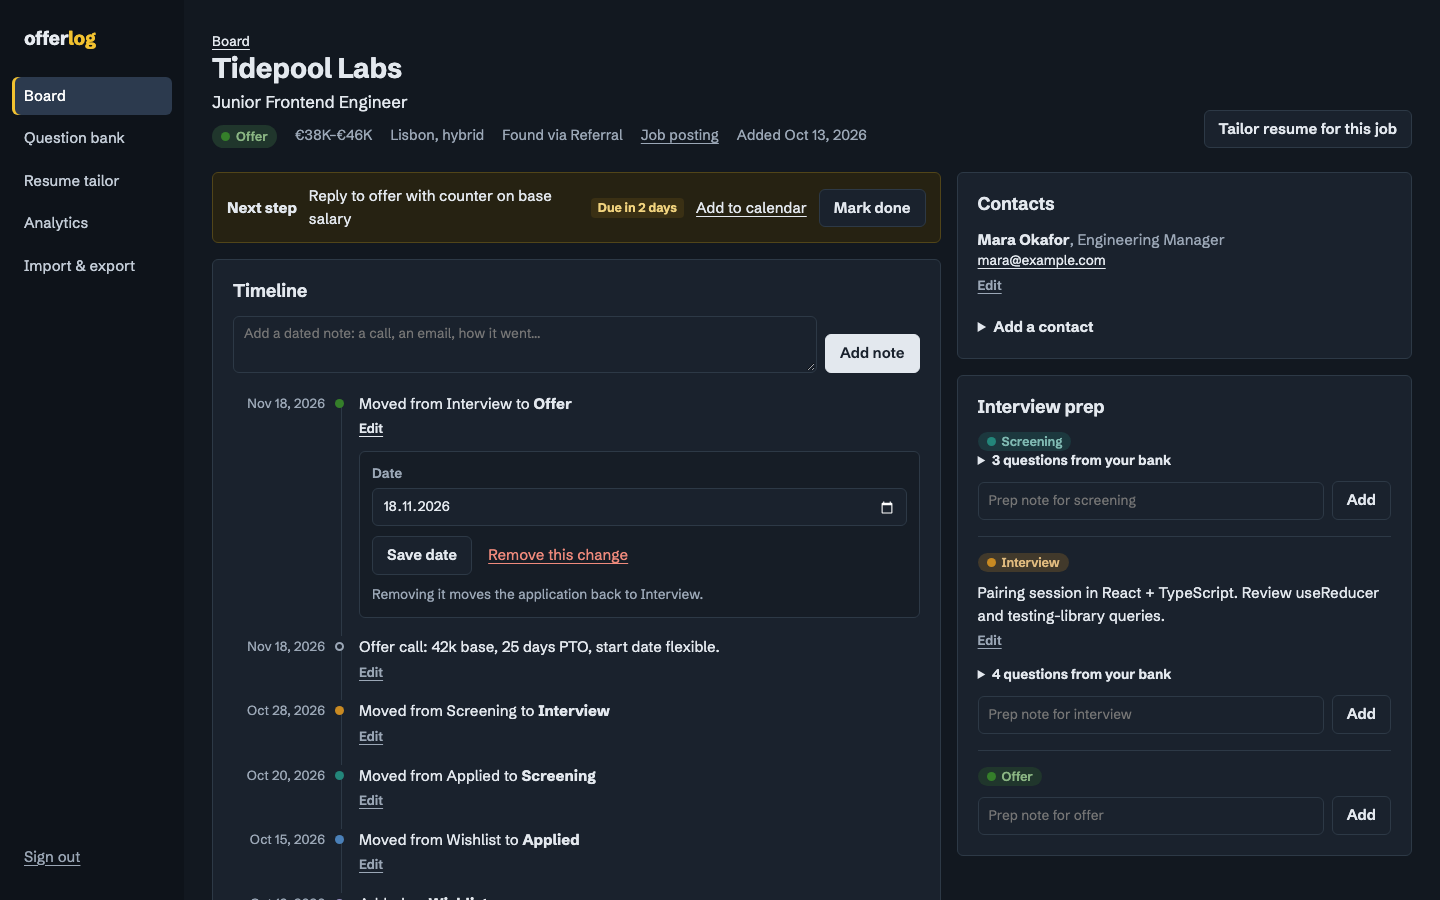 offerlog
Board
Question bank
Resume tailor
Analytics
Import & export
Sign out
Board
Tidepool Labs
Junior Frontend Engineer
Offer €38K–€46K Lisbon, hybrid Found via Referral Job posting Added Oct 13, 2026
Tailor resume for this job
Next step
Reply to offer with counter on base
salary
Due in 2 days
Add to calendar
Mark done
Timeline
Add a dated note: a call, an email, how it went...
Add note
Nov 18, 2026 Moved from Interview to Offer
Edit
Date
18.11.2026
Save date
Remove this change
Removing it moves the application back to Interview.
Nov 18, 2026 Offer call: 42k base, 25 days PTO, start date flexible.
Edit
Oct 28, 2026 Moved from Screening to Interview
Edit
Oct 20, 2026 Moved from Applied to Screening
Edit
Oct 15, 2026 Moved from Wishlist to Applied
Edit
Contacts
Mara Okafor, Engineering Manager
mara@example.com
Edit
Add a contact
Interview prep
Screening
3 questions from your bank
Prep note for screening
Add
Interview
Pairing session in React + TypeScript. Review useReducer
and testing-library queries.
Edit
4 questions from your bank
Prep note for interview
Add
Offer
Prep note for offer
Add